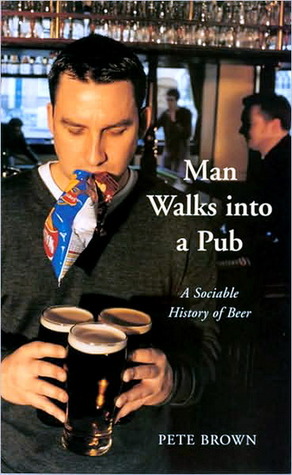 Man
Walks into
a Pub
A Sociable
History of Beer
PETE BROWN